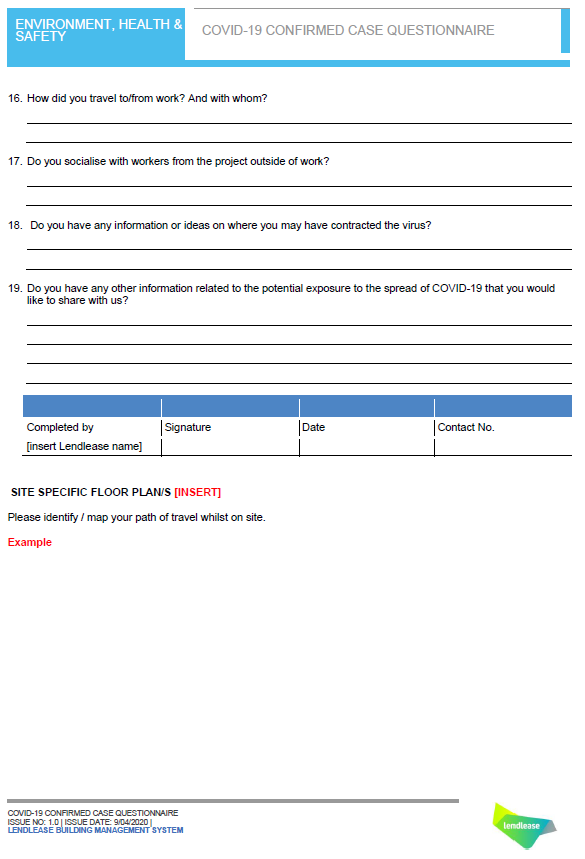 ENVIRONMENT, HEALTH &
SAFETY
COVID-19 CONFIRMED CASE QUESTIONNAIRE
16. How did you travel to/from work? And with whom?
17. Do you socialise with workers from the project outside of work?
18. Do you have any information or ideas on where you may have contracted the virus?
19. Do you have any other information related to the potential exposure to the spread of COVID-19 that you would
like to share with us?
Completed by Signature Date Contact No.
[insert Lendlease name]
SITE SPECIFIC FLOOR PLAN/S [INSERT]
Please identify / map your path of travel whilst on site.
Example
COVID-19 CONFIRMED CASE QUESTIONNAIRE
ISSUE NO: 1.0 | ISSUE DATE: 9/04/2020 |
LENDLEASE BUILDING MANAGEMENT SYSTEM
lendlease